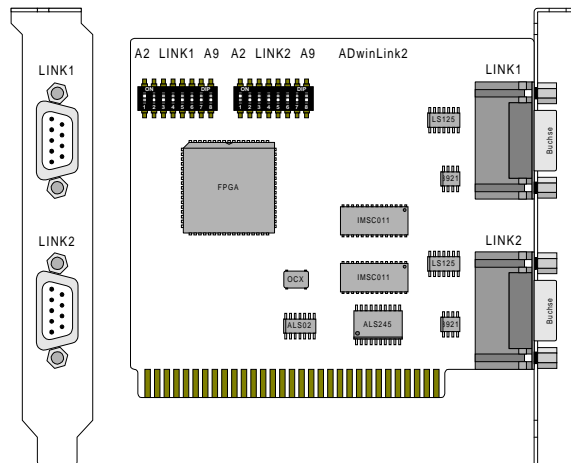 A2 LINK1 A9 A2 LINK2 A9 ADwinLink2
LINK1
LINK1
ON DIP
1 2 3 4 5 6 7 8
ON DIP
1 2 3 4 5 6 7 8
LS125
Buchse
FPGA
8921
IMSC011
LINK2
LINK2
IMSC011
LS125
OCX
ALS02
ALS245
8921
Buchse